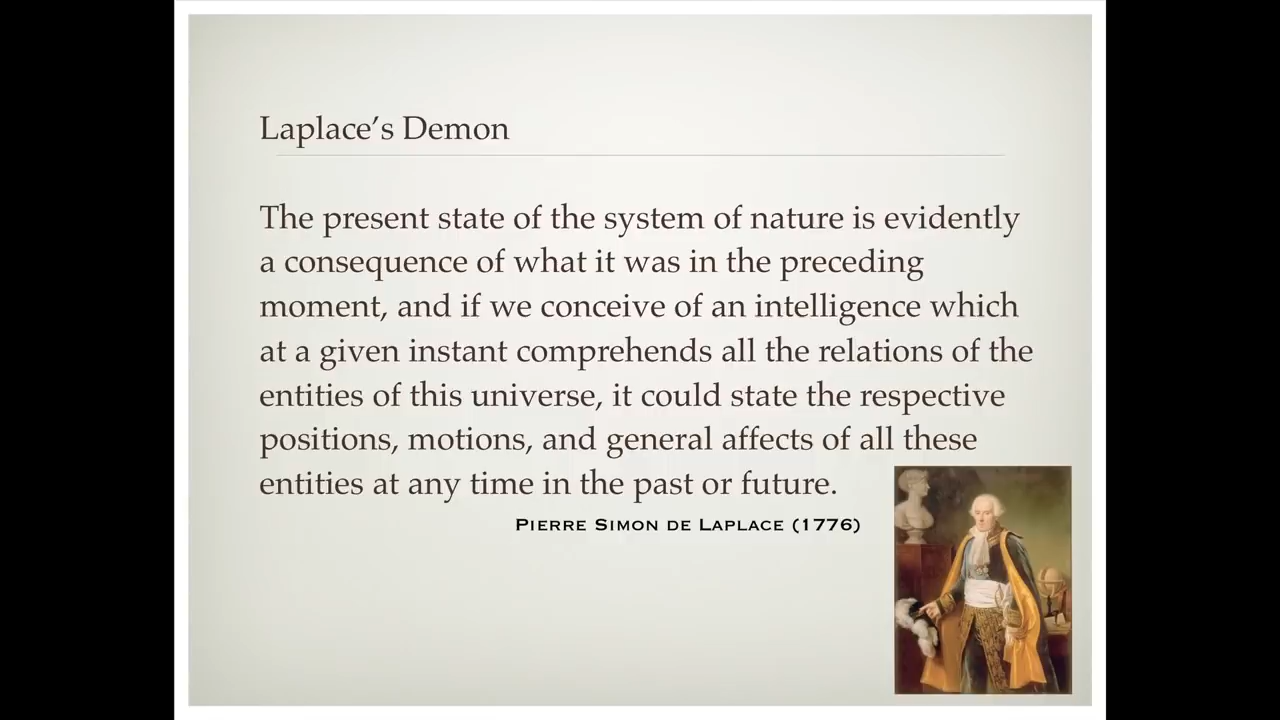 Laplace’s Demon
The present state of the system of nature is evidently
a consequence of what it was in the preceding
moment, and if we conceive of an intelligence which
at a given instant comprehends all the relations of the
entities of this universe, it could state the respective
positions, motions, and general affects of all these
entities at any time in the past or future.
Pierre Simon de Laplace (1776)